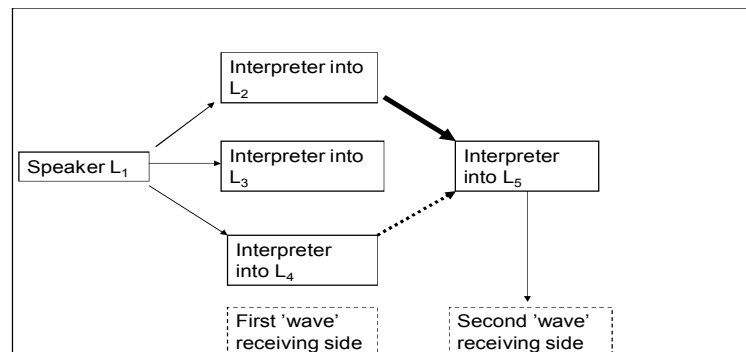 Interpreter into
L₂
Speaker L₁
Interpreter into
L₃
Interpreter
into L₅
Interpreter
into L₄
First 'wave'
receiving side
Second 'wave'
receiving side